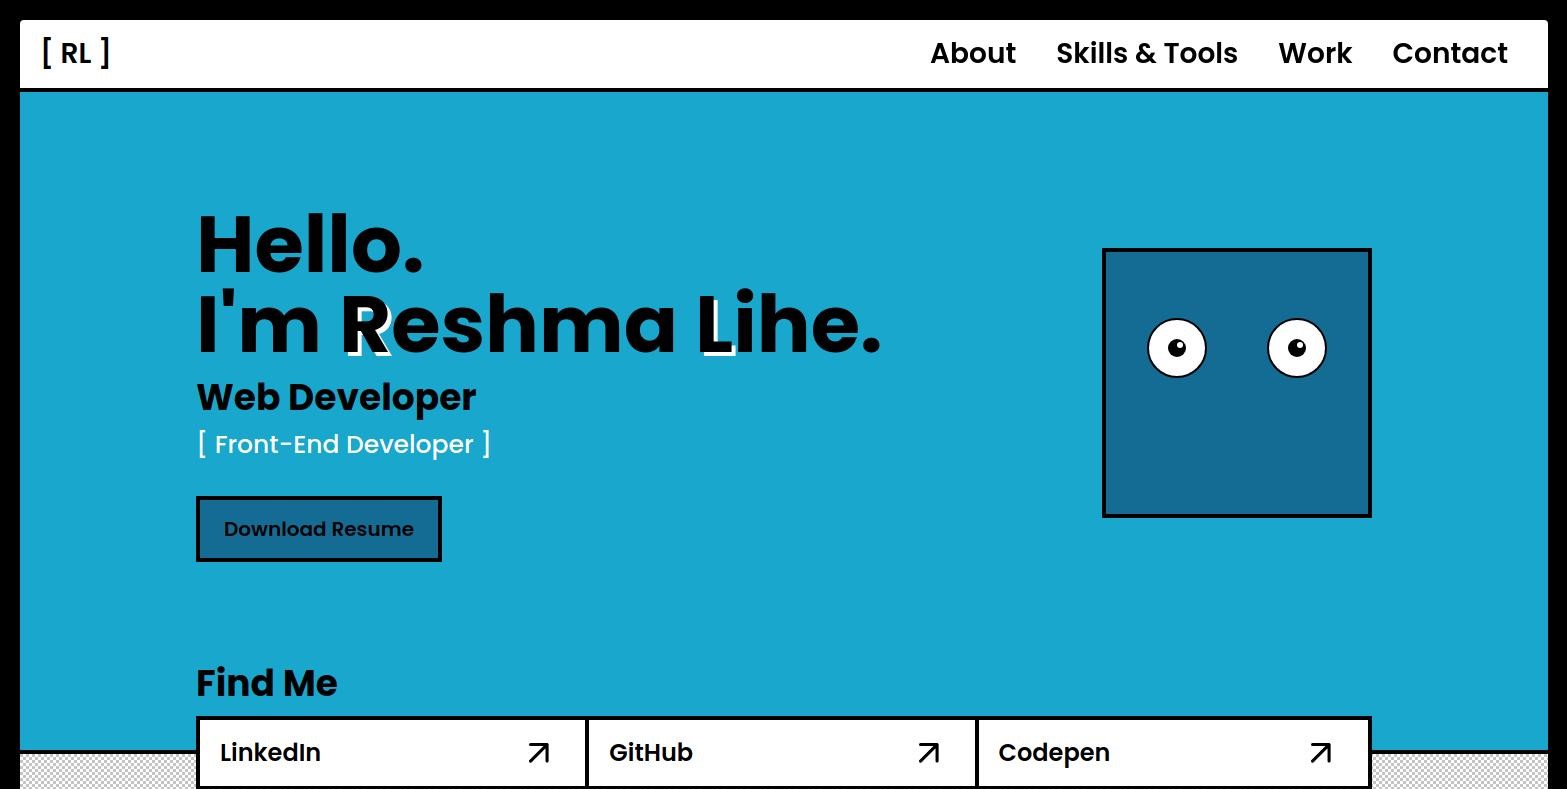 [ RL ]
About Skills & Tools Work Contact
Hello.
I'm Reshma Lihe.
Web Developer
[ Front-End Developer ]
Download Resume
Find Me
LinkedIn
GitHub
Codepen